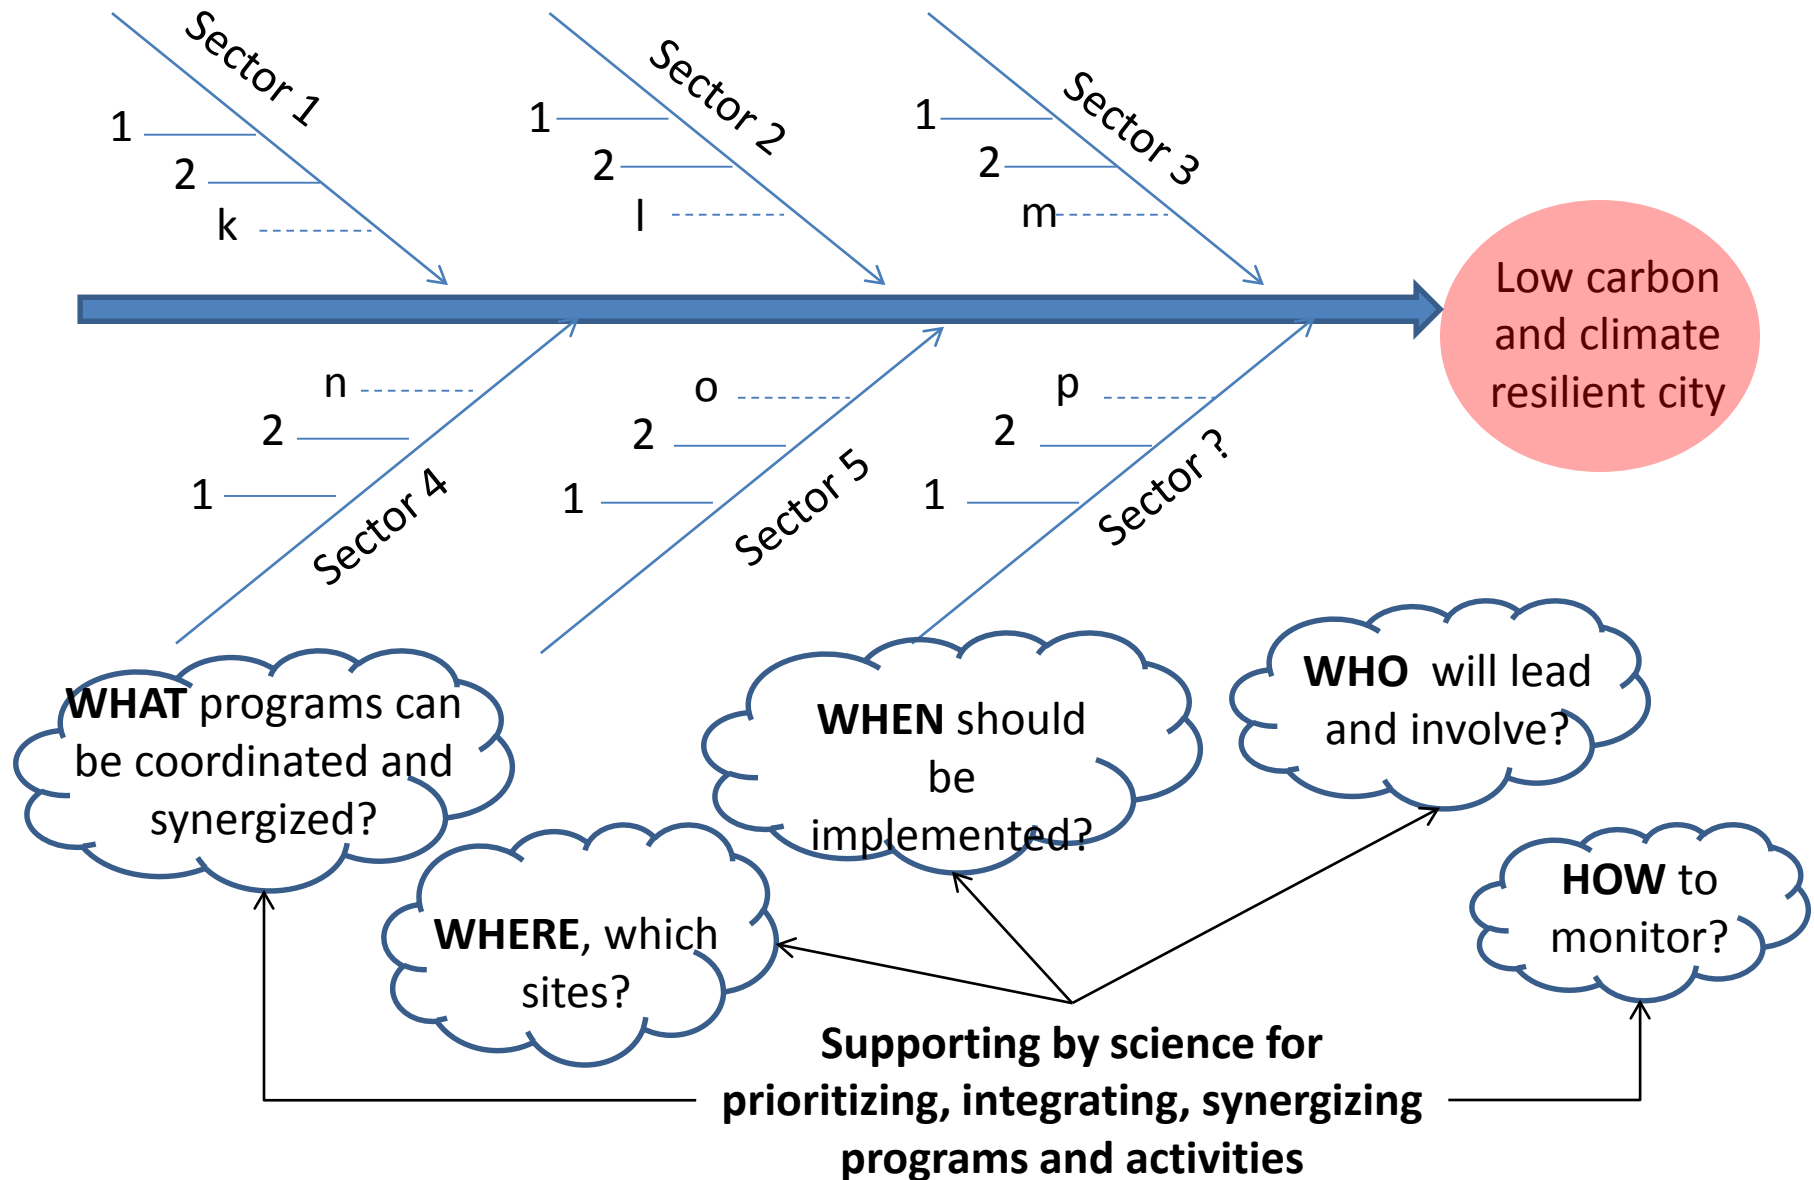 Sector 1
1
2
k
Sector 2
1
2
l
Sector 3
1
2
m
Low carbon
and climate
resilient city
n
2
1
Sector 4
o
2
1
Sector 5
p
2
1
Sector ?
WHAT programs can
be coordinated and
synergized?
WHERE, which
sites?
WHEN should
be
implemented?
WHO will lead
and involve?
HOW to
monitor?
Supporting by science for
prioritizing, integrating, synergizing
programs and activities